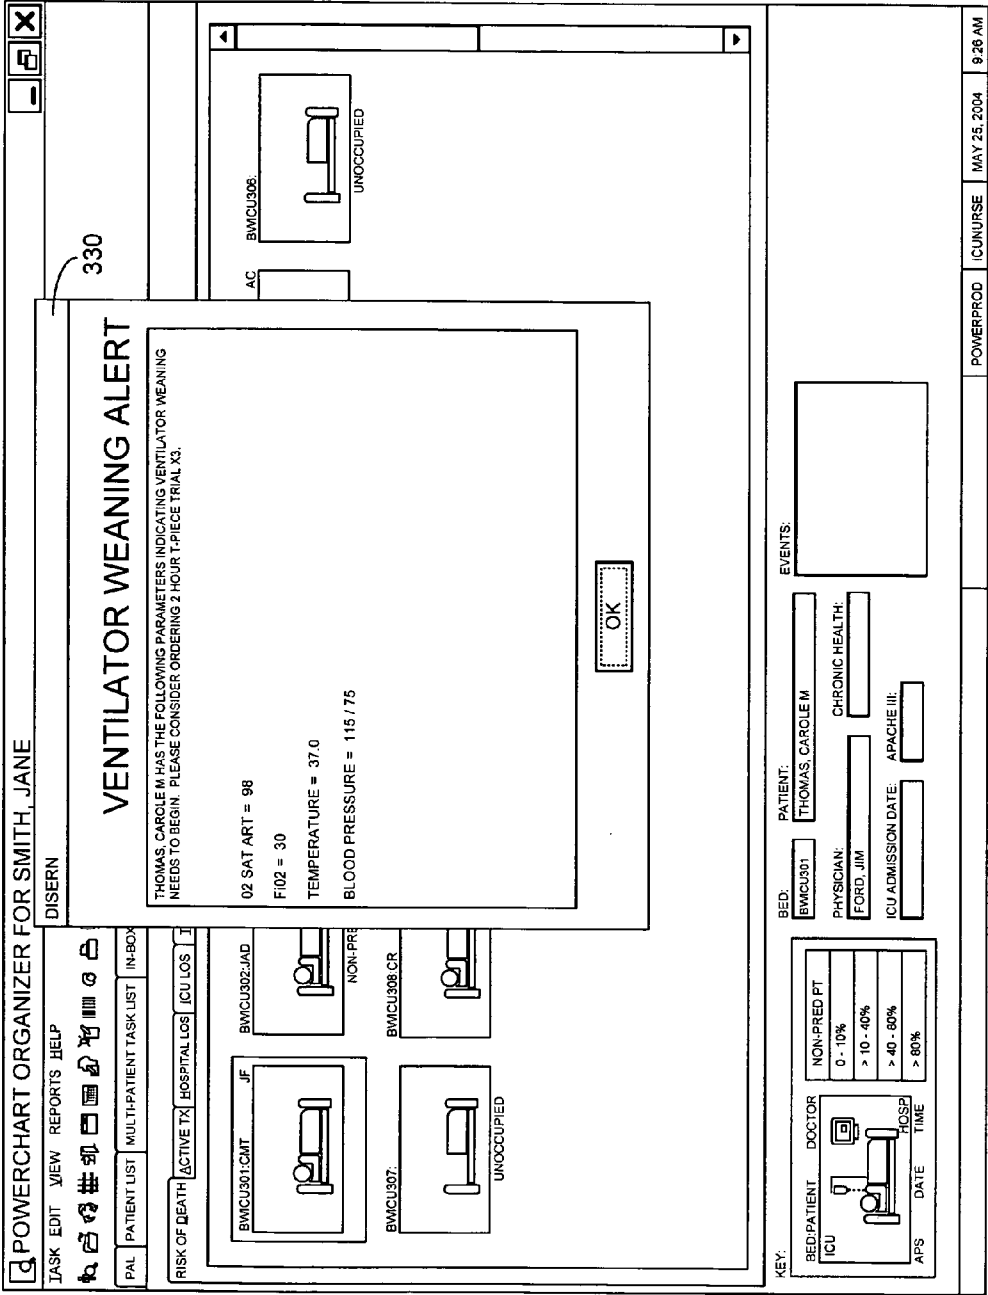 POWERCHART ORGANIZER FOR SMITH, JANE
TASK EDIT VIEW REPORTS HELP
PAL PATIENT LIST MULTI-PATIENT TASK LIST IN-BOX
RISK OF DEATH ACTIVE TX HOSPITAL LOS ICU LOS
DISERN
330
VENTILATOR WEANING ALERT
THOMAS, CAROLE M HAS THE FOLLOWING PARAMETERS INDICATING VENTILATOR WEANING
NEEDS TO BEGIN. PLEASE CONSIDER ORDERING 2 HOUR T-PIECE TRIAL X3.
02 SAT ART = 98
Fi02 = 30
TEMPERATURE = 37.0
BLOOD PRESSURE = 115 / 75
OK
BWICU301:CMT JF
BWICU302:JAD
NON-PRE
AC
BWICU306:
UNOCCUPIED
BWICU307:
UNOCCUPIED
BWICU308:CR
KEY:
BED:PATIENT DOCTOR
ICU
HOSP
APS DATE TIME
NON-PRED PT
0 - 10%
> 10 - 40%
> 40 - 80%
> 80%
BED: PATIENT:
BWICU301 THOMAS, CAROLE M
PHYSICIAN: CHRONIC HEALTH:
FORD, JIM
ICU ADMISSION DATE: APACHE III:
EVENTS:
POWERPROD ICUNURSE MAY 25, 2004 9:26 AM